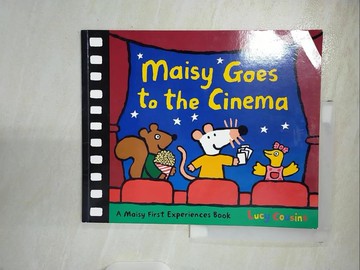 Maisy Goes
to the Cinema
A Maisy First Experiences Book Lucy Cousins